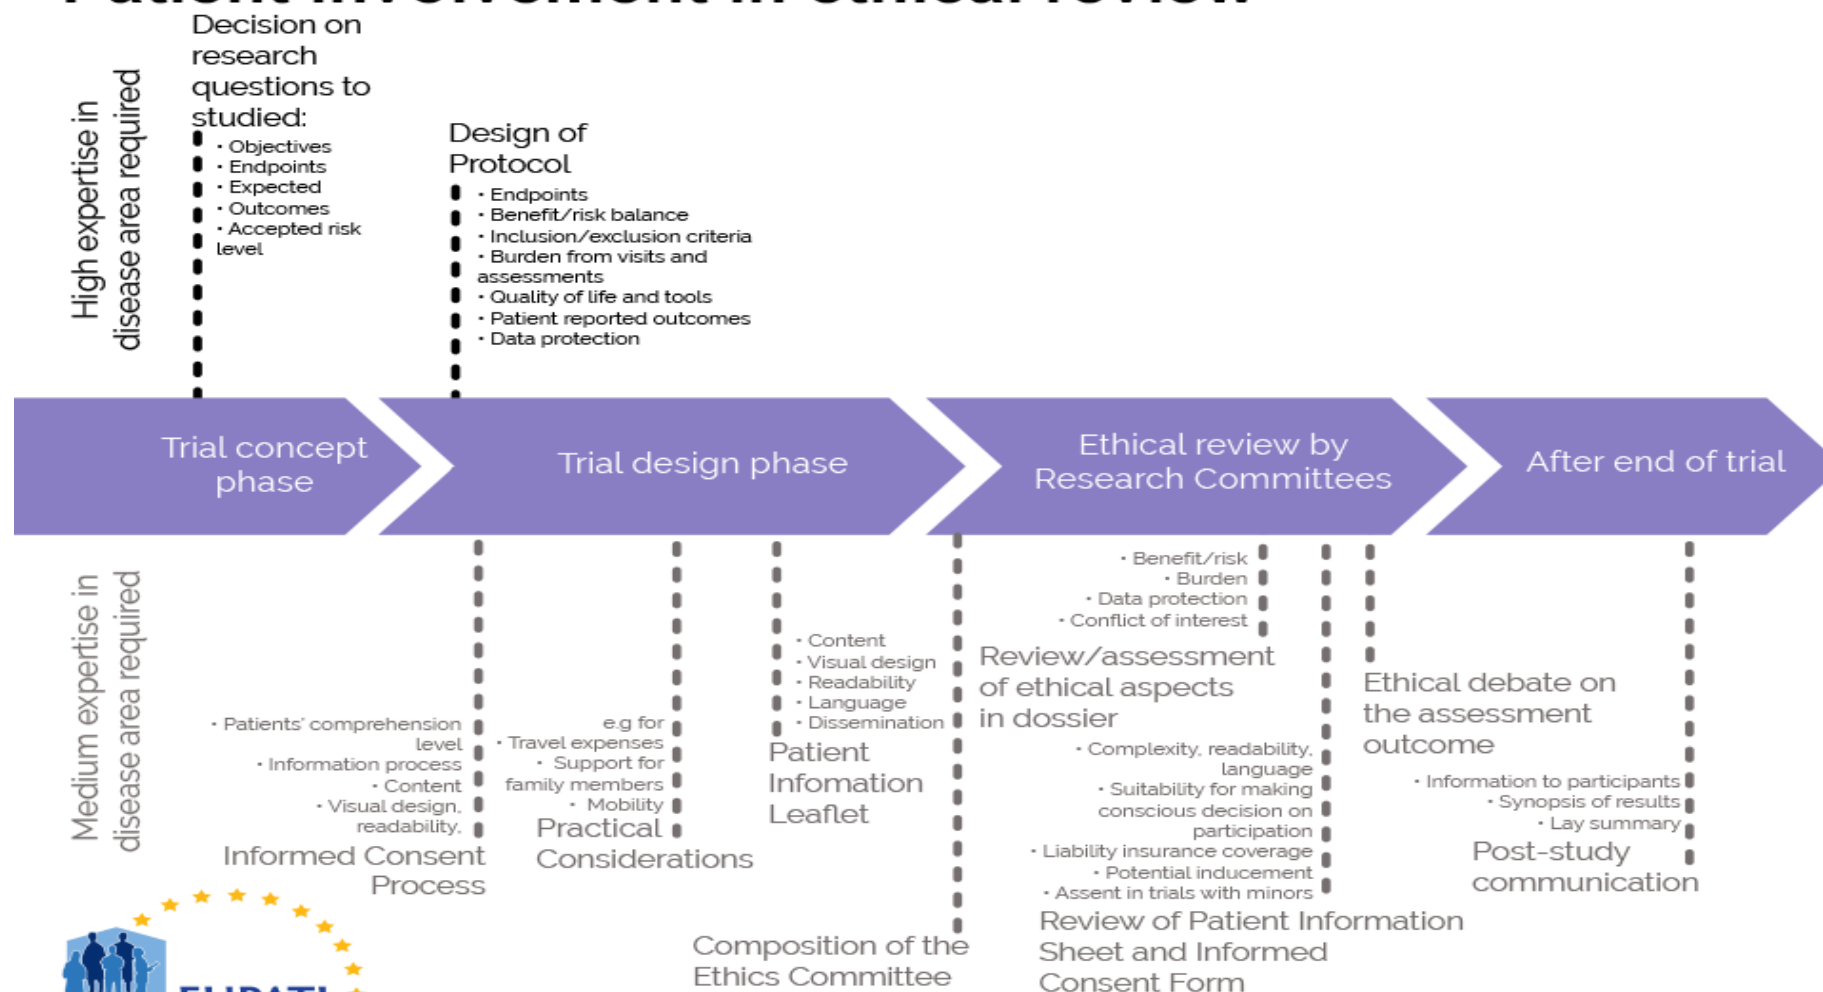 Patient involvement in ethical review
Decision on
research
questions to
studied:
• Objectives
• Endpoints
• Expected
• Outcomes
• Accepted risk
level
Design of
Protocol
• Endpoints
• Benefit/risk balance
• Inclusion/exclusion criteria
• Burden from visits and
assessments
• Quality of life and tools
• Patient reported outcomes
• Data protection
High expertise in
disease area required
Trial concept
phase
Trial design phase
Ethical review by
Research Committees
After end of trial
Medium expertise in
disease area required
• Patients' comprehension
level
• Information process
• Content
• Visual design,
readability,
Informed Consent
Process
e.g for
• Travel expenses
• Support for
family members
• Mobility
Practical
Considerations
• Content
• Visual design
• Readability
• Language
• Dissemination
Patient
Infomation
Leaflet
Composition of the
Ethics Committee
• Benefit/risk
• Burden
• Data protection
• Conflict of interest
Review/assessment
of ethical aspects
in dossier
• Complexity, readability,
language
• Suitability for making
conscious decision on
participation
• Liability insurance coverage
• Potential inducement
• Assent in trials with minors
Review of Patient Information
Sheet and Informed
Consent Form
Ethical debate on
the assessment
outcome
• Information to participants
• Synopsis of results
• Lay summary
Post-study
communication
EUPATI